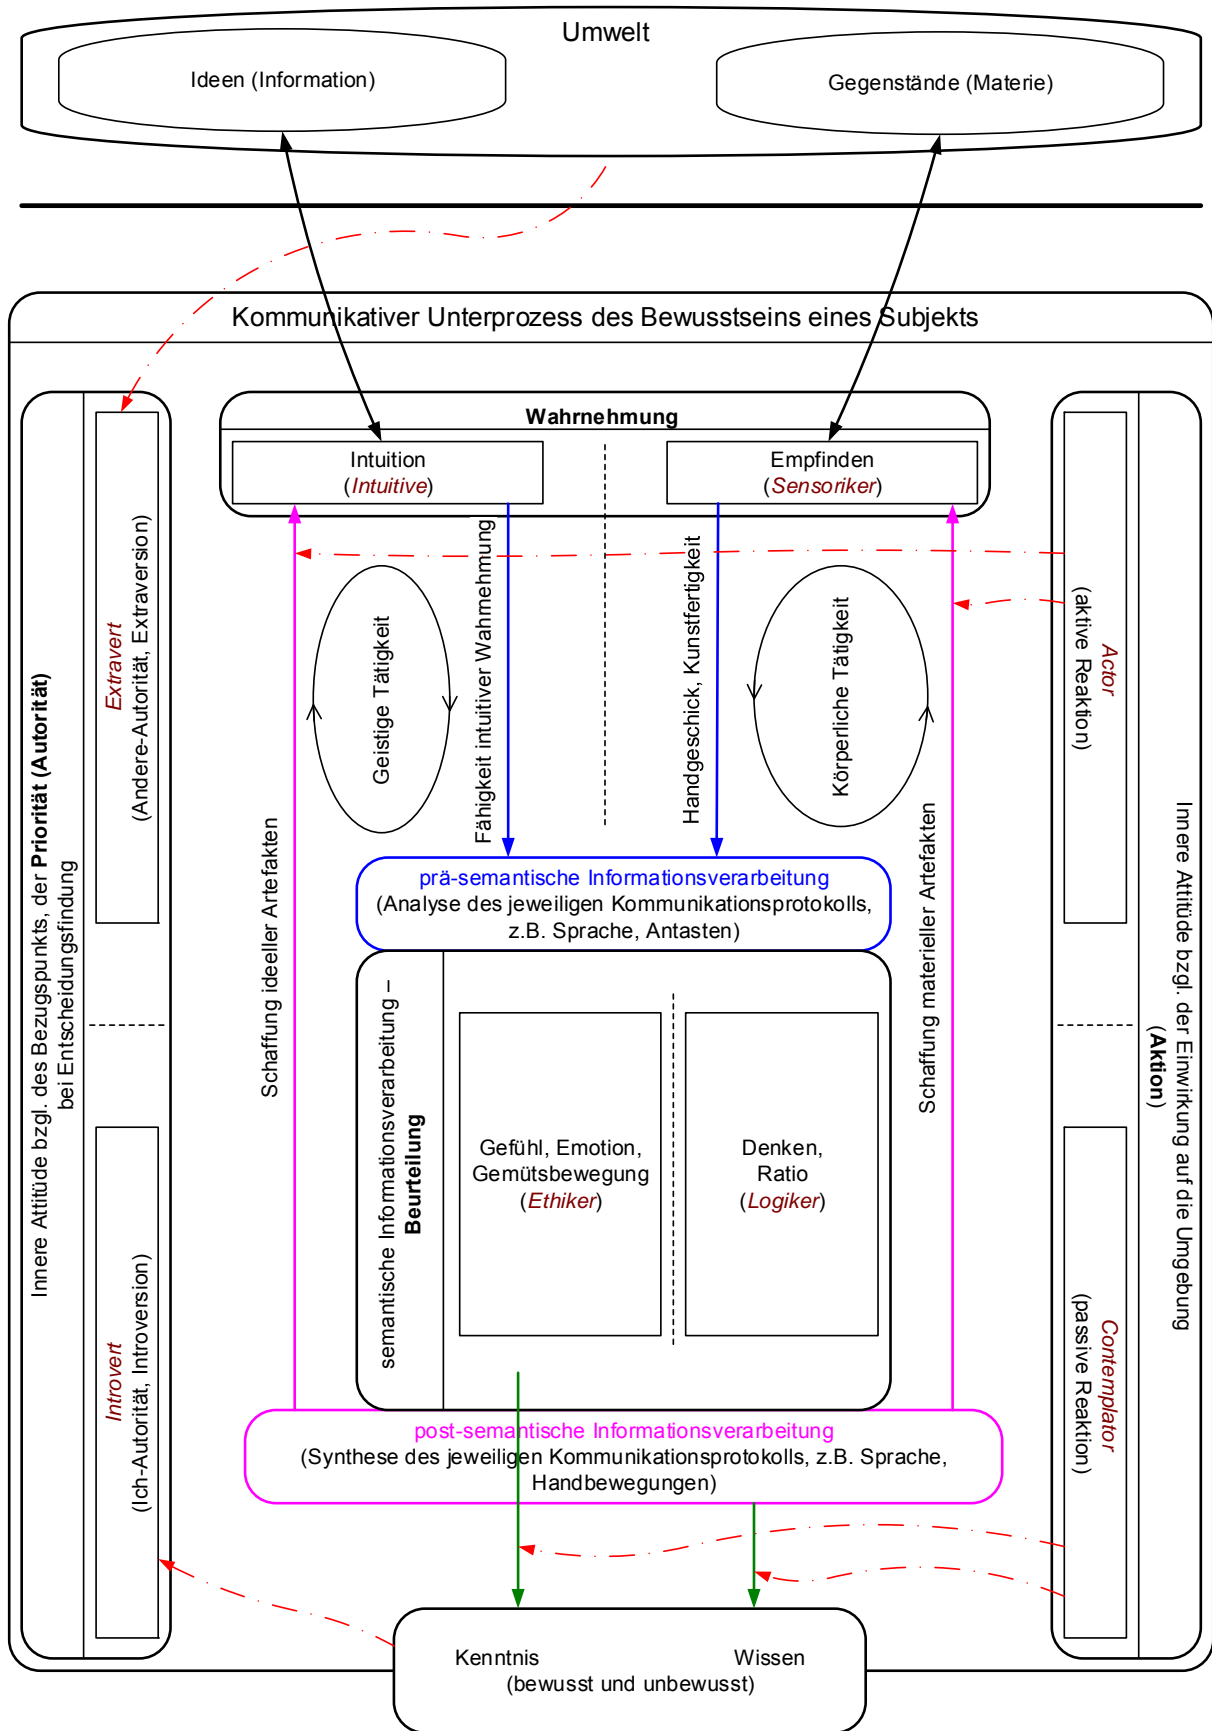 Umwelt
Ideen (Information)
Gegenstände (Materie)
Kommunikativer Unterprozess des Bewusstseins eines Subjekts
Innere Attitüde bzgl. des Bezugspunkts, der Priorität (Autorität)
bei Entscheidungsfindung
Extravert
(Andere-Autorität, Extraversion)
Introvert
(Ich-Autorität, Introversion)
Wahrnehmung
Intuition
(Intuitive)
Empfinden
(Sensoriker)
Schaffung ideeller Artefakten
Geistige Tätigkeit
Fähigkeit intuitiver Wahrnehmung
Handgeschick, Kunstfertigkeit
Körperliche Tätigkeit
Schaffung materieller Artefakten
prä-semantische Informationsverarbeitung
(Analyse des jeweiligen Kommunikationsprotokolls,
z.B. Sprache, Antasten)
semantische Informationsverarbeitung –
Beurteilung
Gefühl, Emotion,
Gemütsbewegung
(Ethiker)
Denken,
Ratio
(Logiker)
post-semantische Informationsverarbeitung
(Synthese des jeweiligen Kommunikationsprotokolls, z.B. Sprache,
Handbewegungen)
Actor
(aktive Reaktion)
Contemplator
(passive Reaktion)
Innere Attitüde bzgl. der Einwirkung auf die Umgebung
(Aktion)
Kenntnis
Wissen
(bewusst und unbewusst)